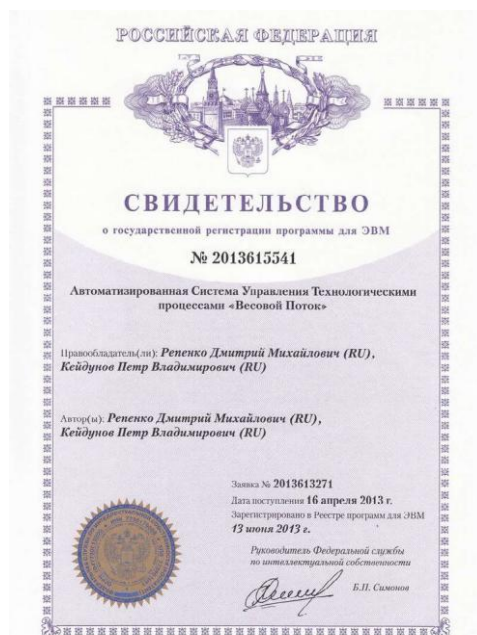 РОССИЙСКАЯ ФЕДЕРАЦИЯ
СВИДЕТЕЛЬСТВО
о государственной регистрации программы для ЭВМ
№ 2013615541
Автоматизированная Система Управления Технологическими
процессами «Весовой Поток»
Правообладатель(ли): Репенко Дмитрий Михайлович (RU),
Кейдунов Петр Владимирович (RU)
Автор(ы): Репенко Дмитрий Михайлович (RU),
Кейдунов Петр Владимирович (RU)
Заявка № 2013613271
Дата поступления 16 апреля 2013 г.
Зарегистрировано в Реестре программ для ЭВМ
13 июня 2013 г.
Руководитель Федеральной службы
по интеллектуальной собственности
Б.П. Симонов